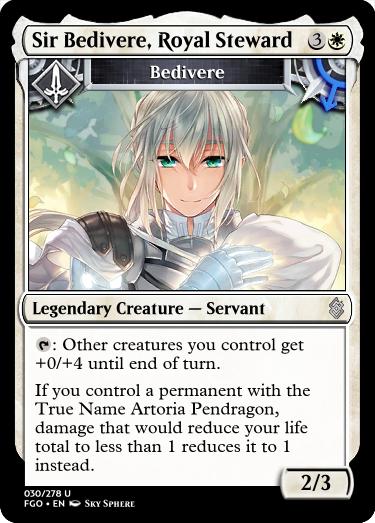 Sir Bedivere, Royal Steward 3
Bedivere
Legendary Creature — Servant
: Other creatures you control get
+0/+4 until end of turn.
If you control a permanent with the
True Name Artoria Pendragon,
damage that would reduce your life
total to less than 1 reduces it to 1
instead.
2/3
030/278 U
FGO • EN Sky Sphere